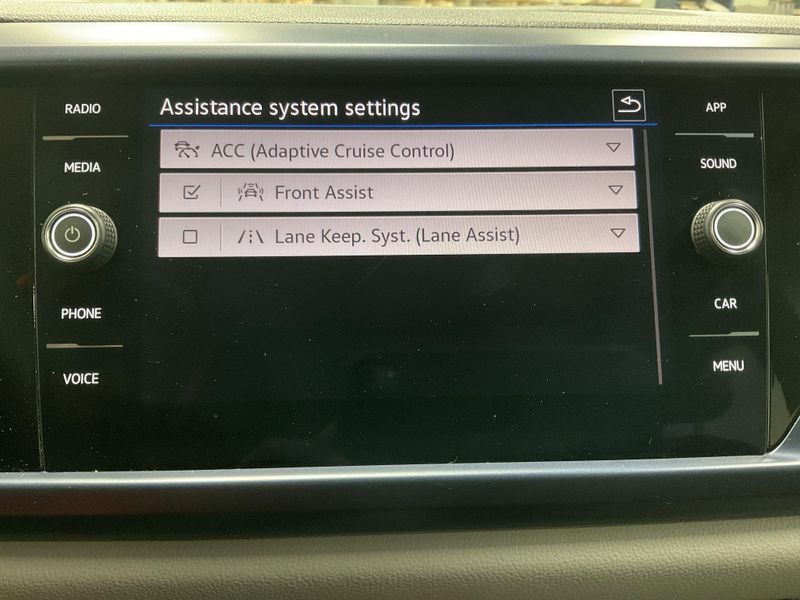 RADIO
MEDIA
PHONE
VOICE
Assistance system settings
ACC (Adaptive Cruise Control)
Front Assist
Lane Keep. Syst. (Lane Assist)
APP
SOUND
CAR
MENU